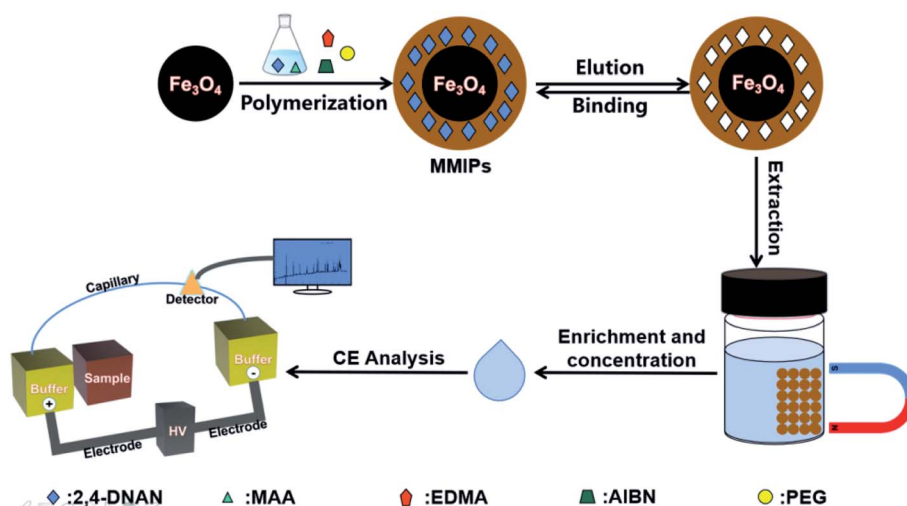 Fe₃O₄
Polymerization
Fe₃O₄
MMIPs
Elution
Binding
Fe₃O₄
Extraction
S
N
Enrichment and
concentration
CE Analysis
Capillary
Detector
Buffer
+
Sample
Buffer
-
HV
Electrode
Electrode
:2,4-DNAN :MAA :EDMA :AIBN :PEG